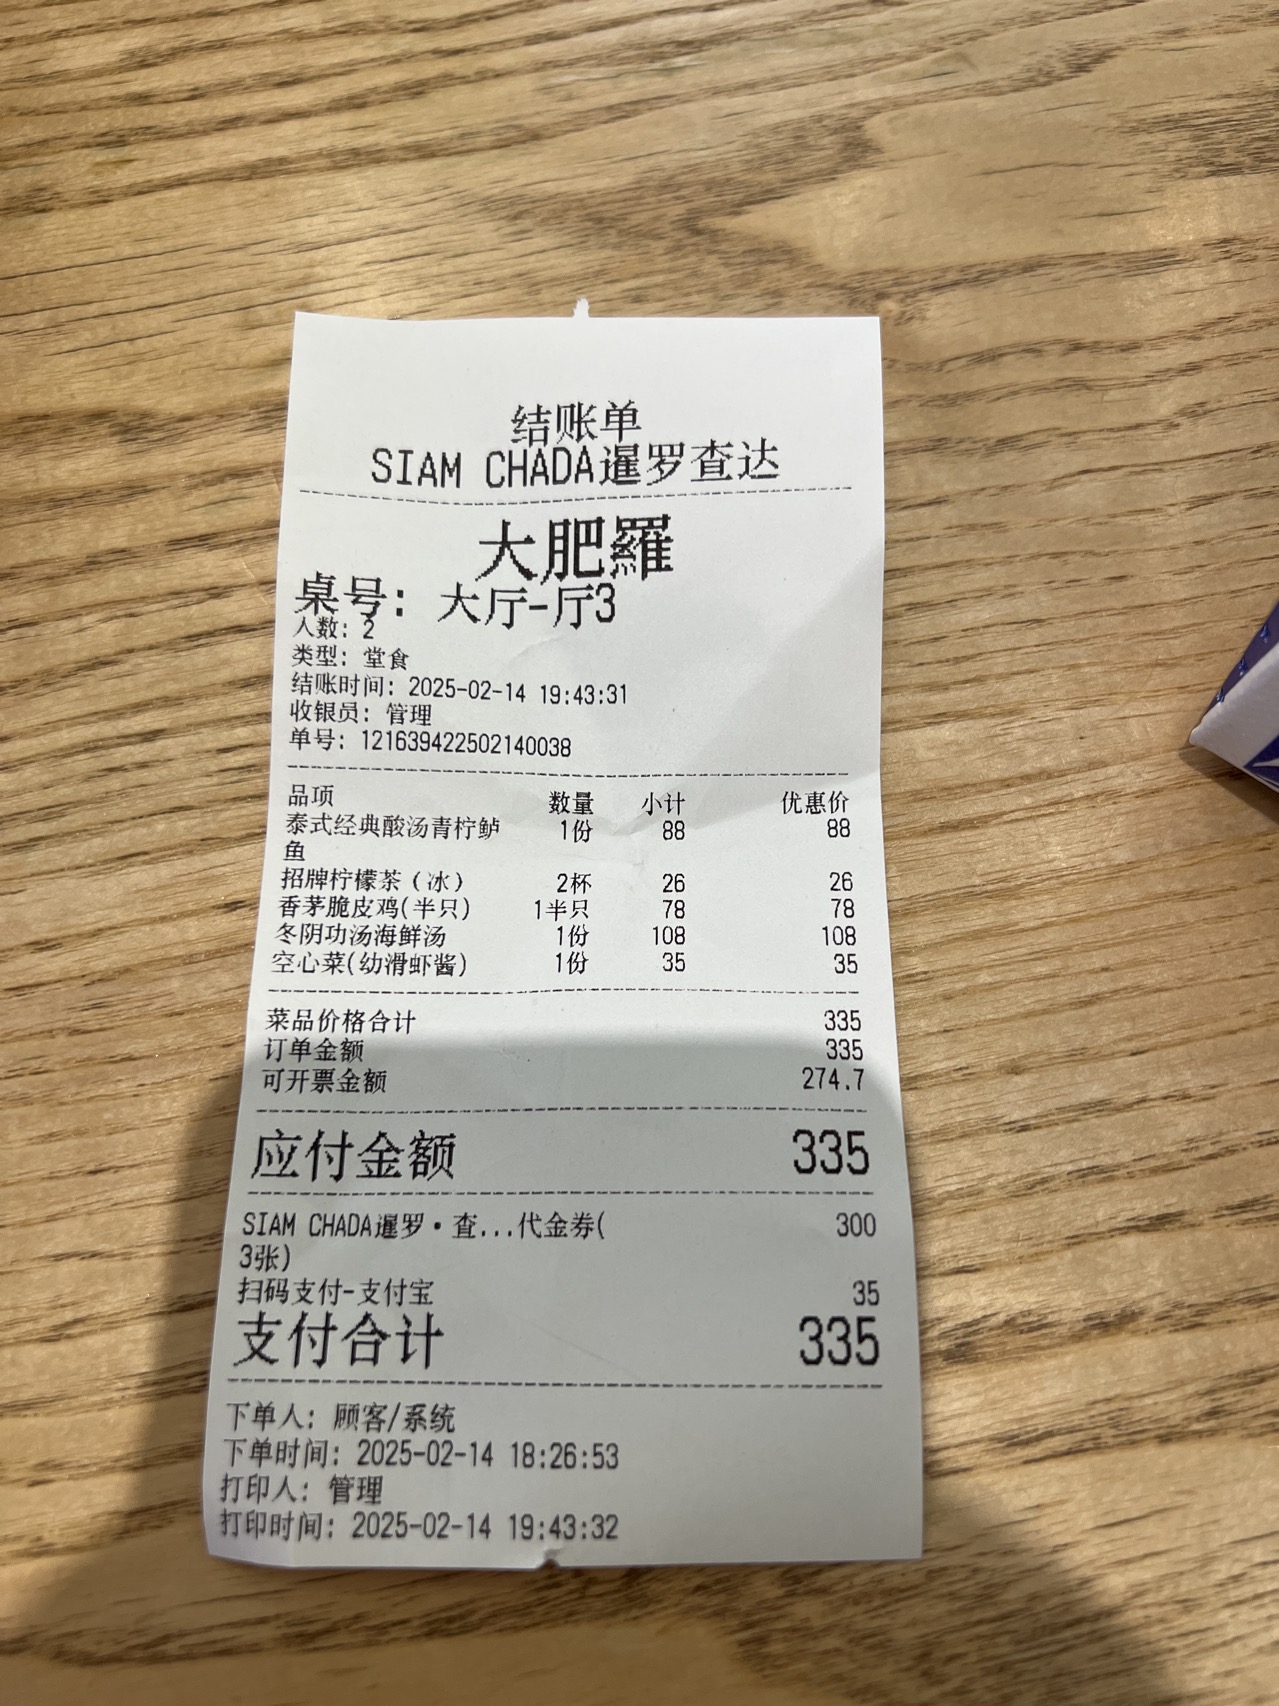 结账单
SIAM CHADA暹罗查达
大肥羅
桌号: 大厅-厅3
人数: 2
类型: 堂食
结账时间: 2025-02-14 19:43:31
收银员: 管理
单号: 121639422502140038
品项 数量 小计 优惠价
泰式经典酸汤青柠鲈 1份 88 88
鱼
招牌柠檬茶(冰) 2杯 26 26
香茅脆皮鸡(半只) 1半只 78 78
冬阴功汤海鲜汤 1份 108 108
空心菜(幼滑虾酱) 1份 35 35
菜品价格合计 335
订单金额 335
可开票金额 274.7
应付金额 335
SIAM CHADA暹罗·查...代金券( 300
3张)
扫码支付-支付宝 35
支付合计 335
下单人: 顾客/系统
下单时间: 2025-02-14 18:26:53
打印人: 管理
打印时间: 2025-02-14 19:43:32